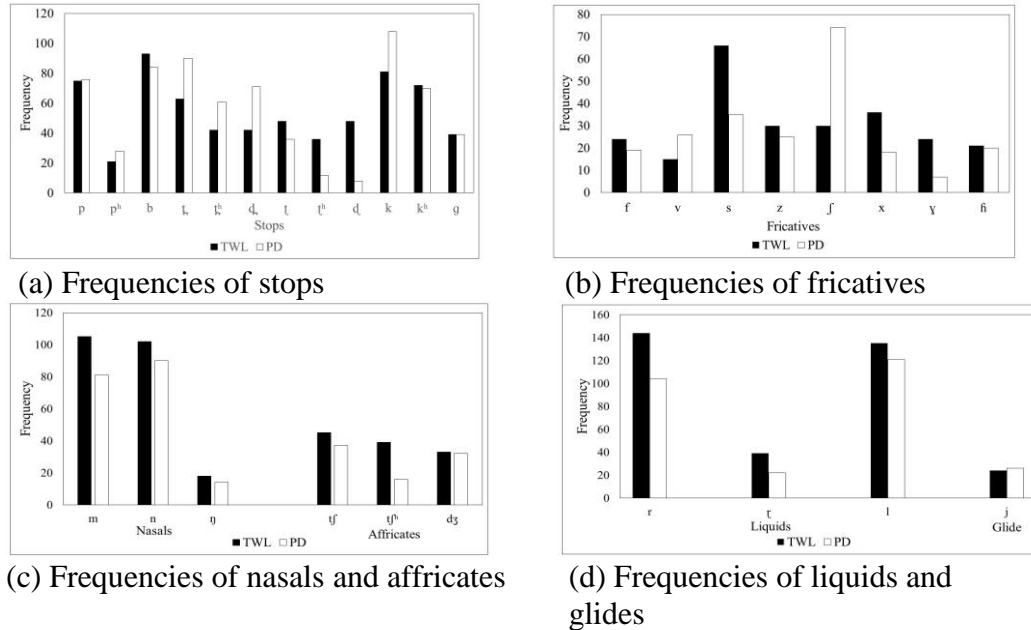 120
100
80
60
40
20
0
Frequency
p pʰ b t̪ t̪ʰ d̪ ʈ ʈʰ ɖ k kʰ g
Stops
TWL PD
(a) Frequencies of stops
80
70
60
50
40
30
20
10
0
Frequency
f v s z ʃ x ɣ ɦ
Fricatives
TWL PD
(b) Frequencies of fricatives
120
100
80
60
40
20
0
Frequency
m n ŋ tʃ tʃʰ dʒ
Nasals Affricates
TWL PD
(c) Frequencies of nasals and affricates
160
140
120
100
80
60
40
20
0
Frequency
r ɽ l j
Liquids Glide
TWL PD
(d) Frequencies of liquids and
glides